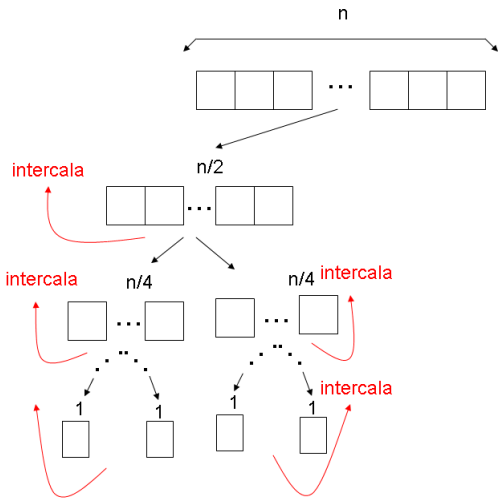 n
...
n/2
intercala
...
intercala
n/4
n/4
intercala
...
...
intercala
1
1
1
1